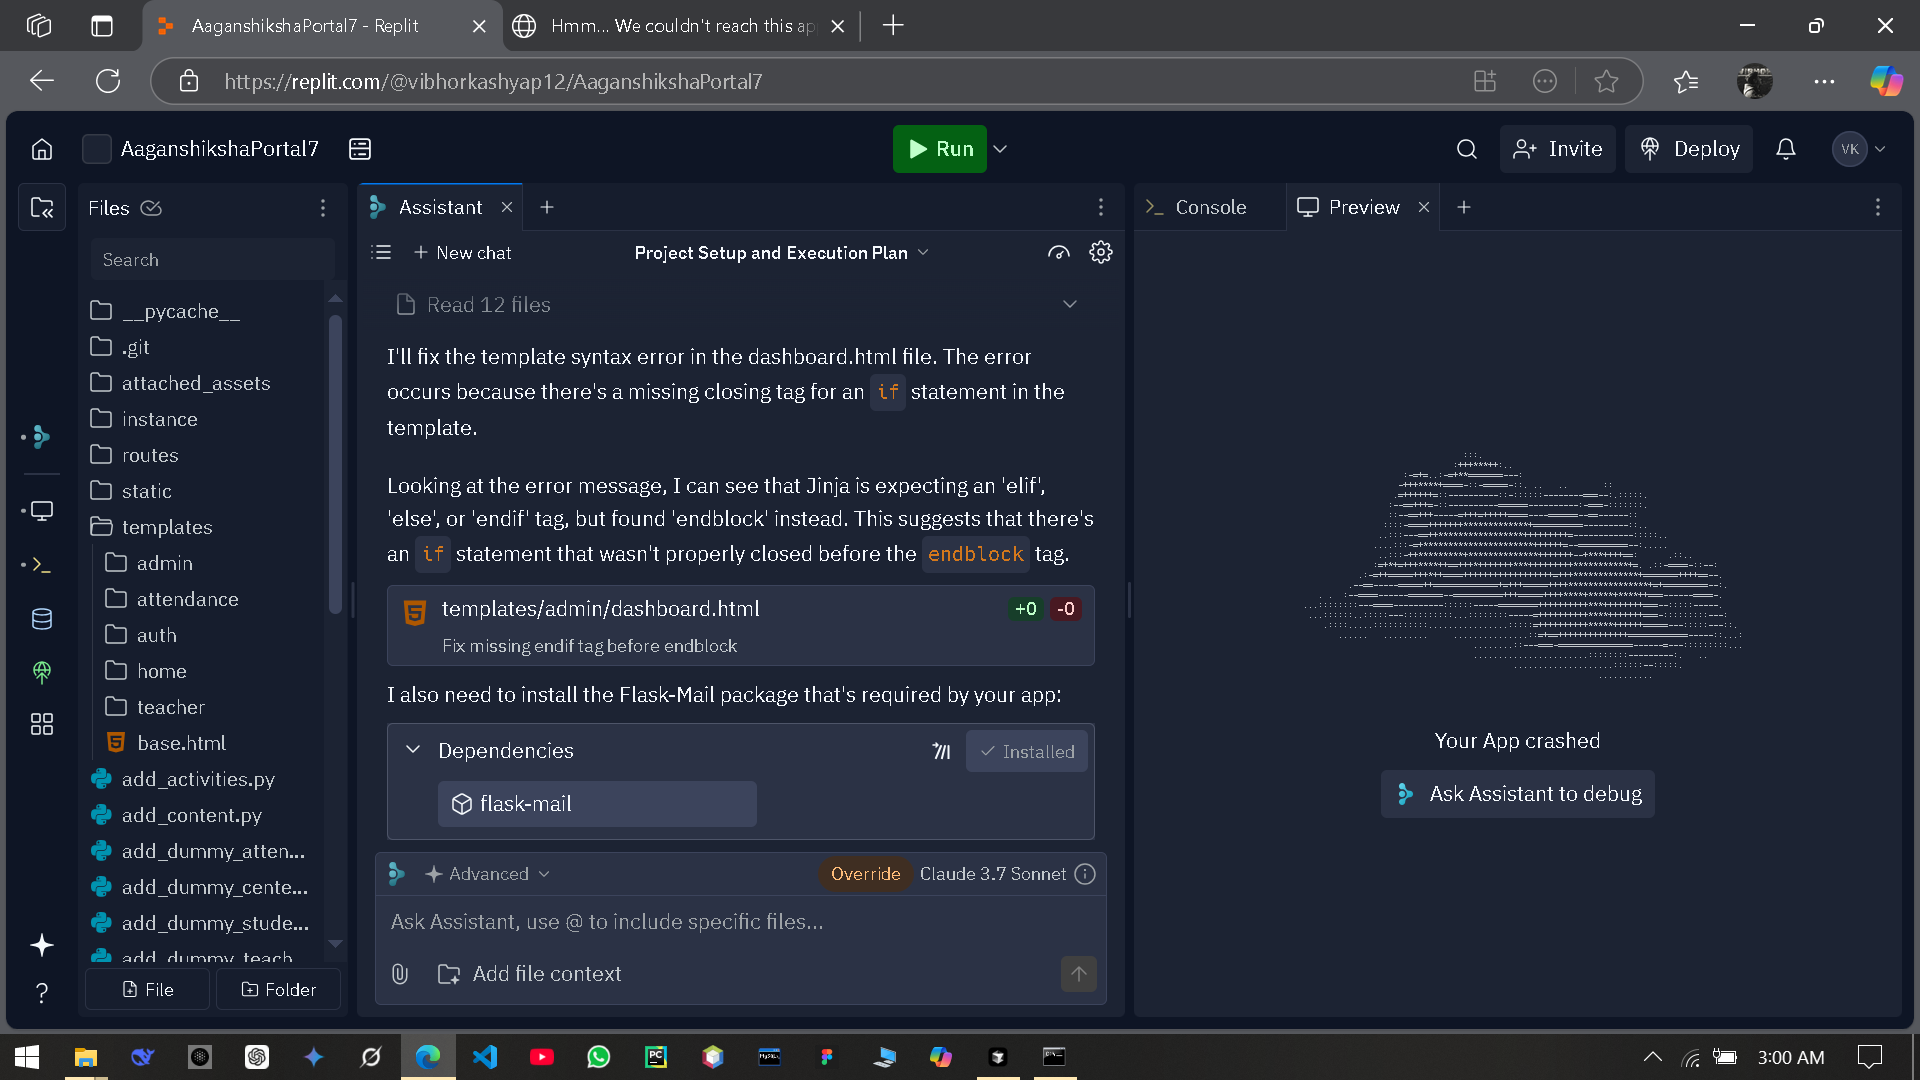 AaganshikshaPortal7 - Replit
Hmm... We couldn't reach this ap
https://replit.com/@vibhorkashyap12/AaganshikshaPortal7
AaganshikshaPortal7
Run
Invite
Deploy
VK
Files
Search
__pycache__
.git
attached_assets
instance
routes
static
templates
admin
attendance
auth
home
teacher
base.html
add_activities.py
add_content.py
add_dummy_atten...
add_dummy_cente...
add_dummy_stude...
add_dummy_teach
File
Folder
Assistant
New chat
Project Setup and Execution Plan
Read 12 files
I'll fix the template syntax error in the dashboard.html file. The error
occurs because there's a missing closing tag for an if statement in the
template.
Looking at the error message, I can see that Jinja is expecting an 'elif',
'else', or 'endif' tag, but found 'endblock' instead. This suggests that there's
an if statement that wasn't properly closed before the endblock tag.
templates/admin/dashboard.html
+0 -0
Fix missing endif tag before endblock
I also need to install the Flask-Mail package that's required by your app:
Dependencies
Installed
flask-mail
Advanced
Override
Claude 3.7 Sonnet
Ask Assistant, use @ to include specific files...
Add file context
Console
Preview
Your App crashed
Ask Assistant to debug
3:00 AM